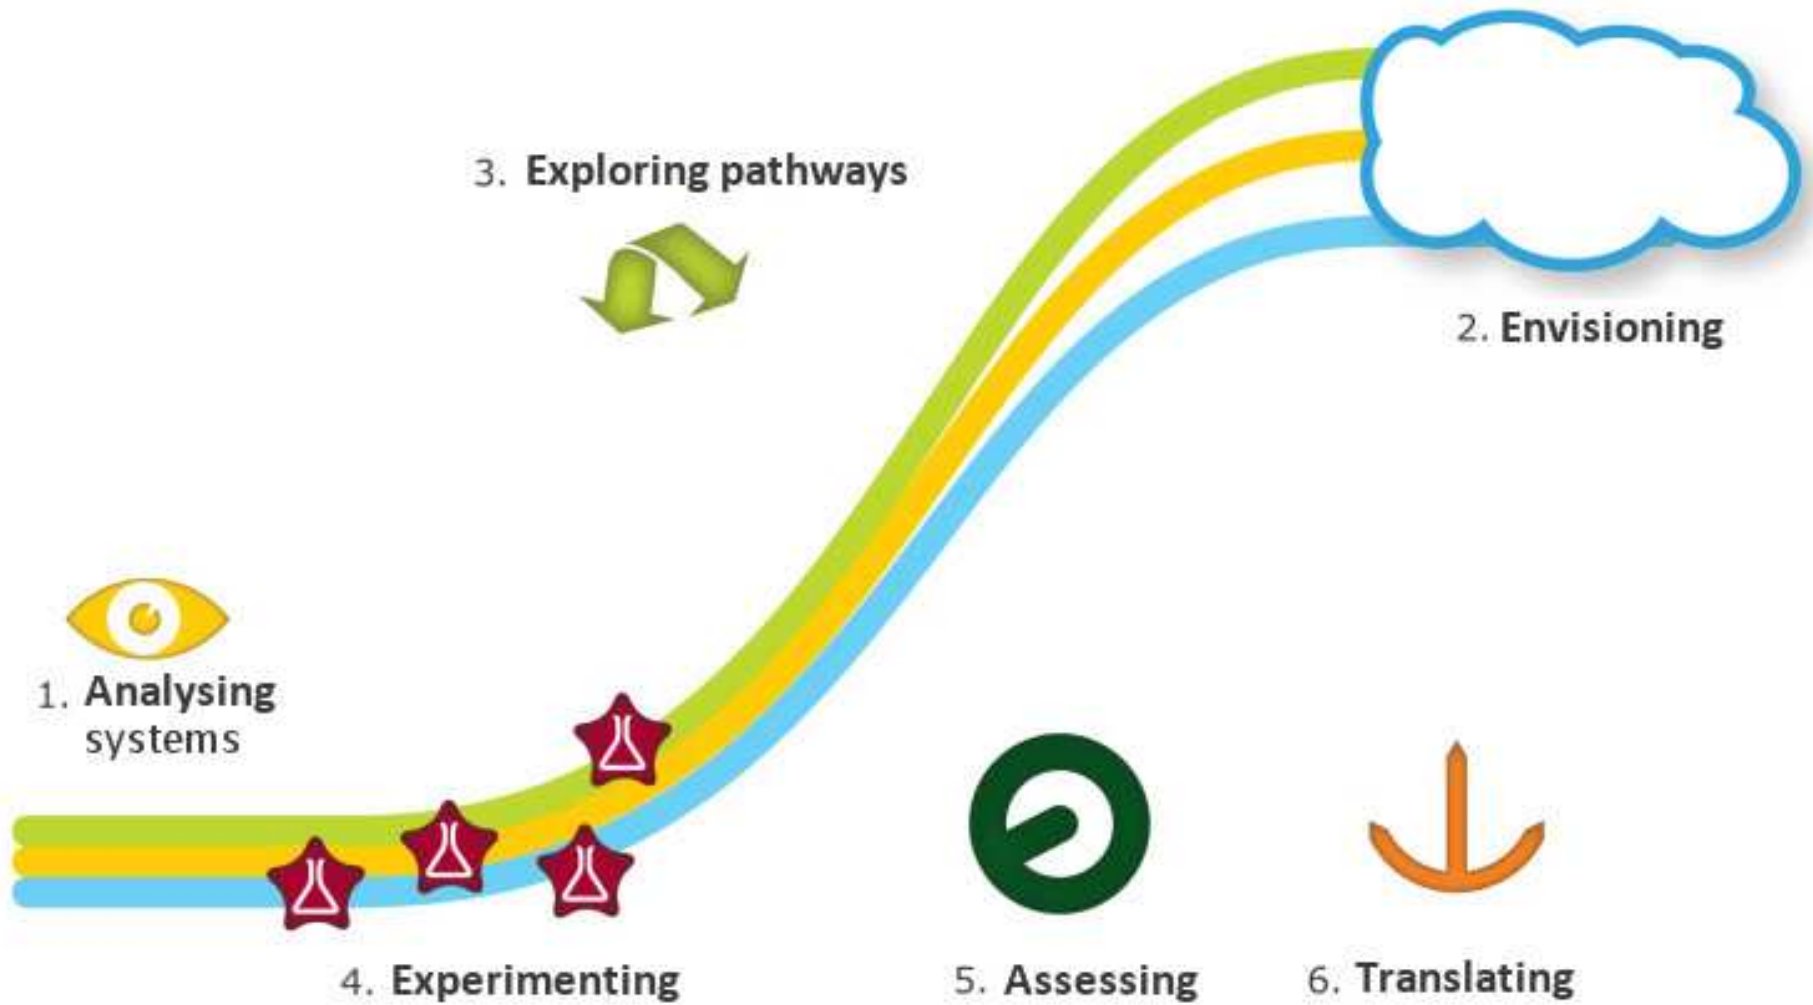 3. Exploring pathways
2. Envisioning
1. Analysing
systems
4. Experimenting
5. Assessing
6. Translating